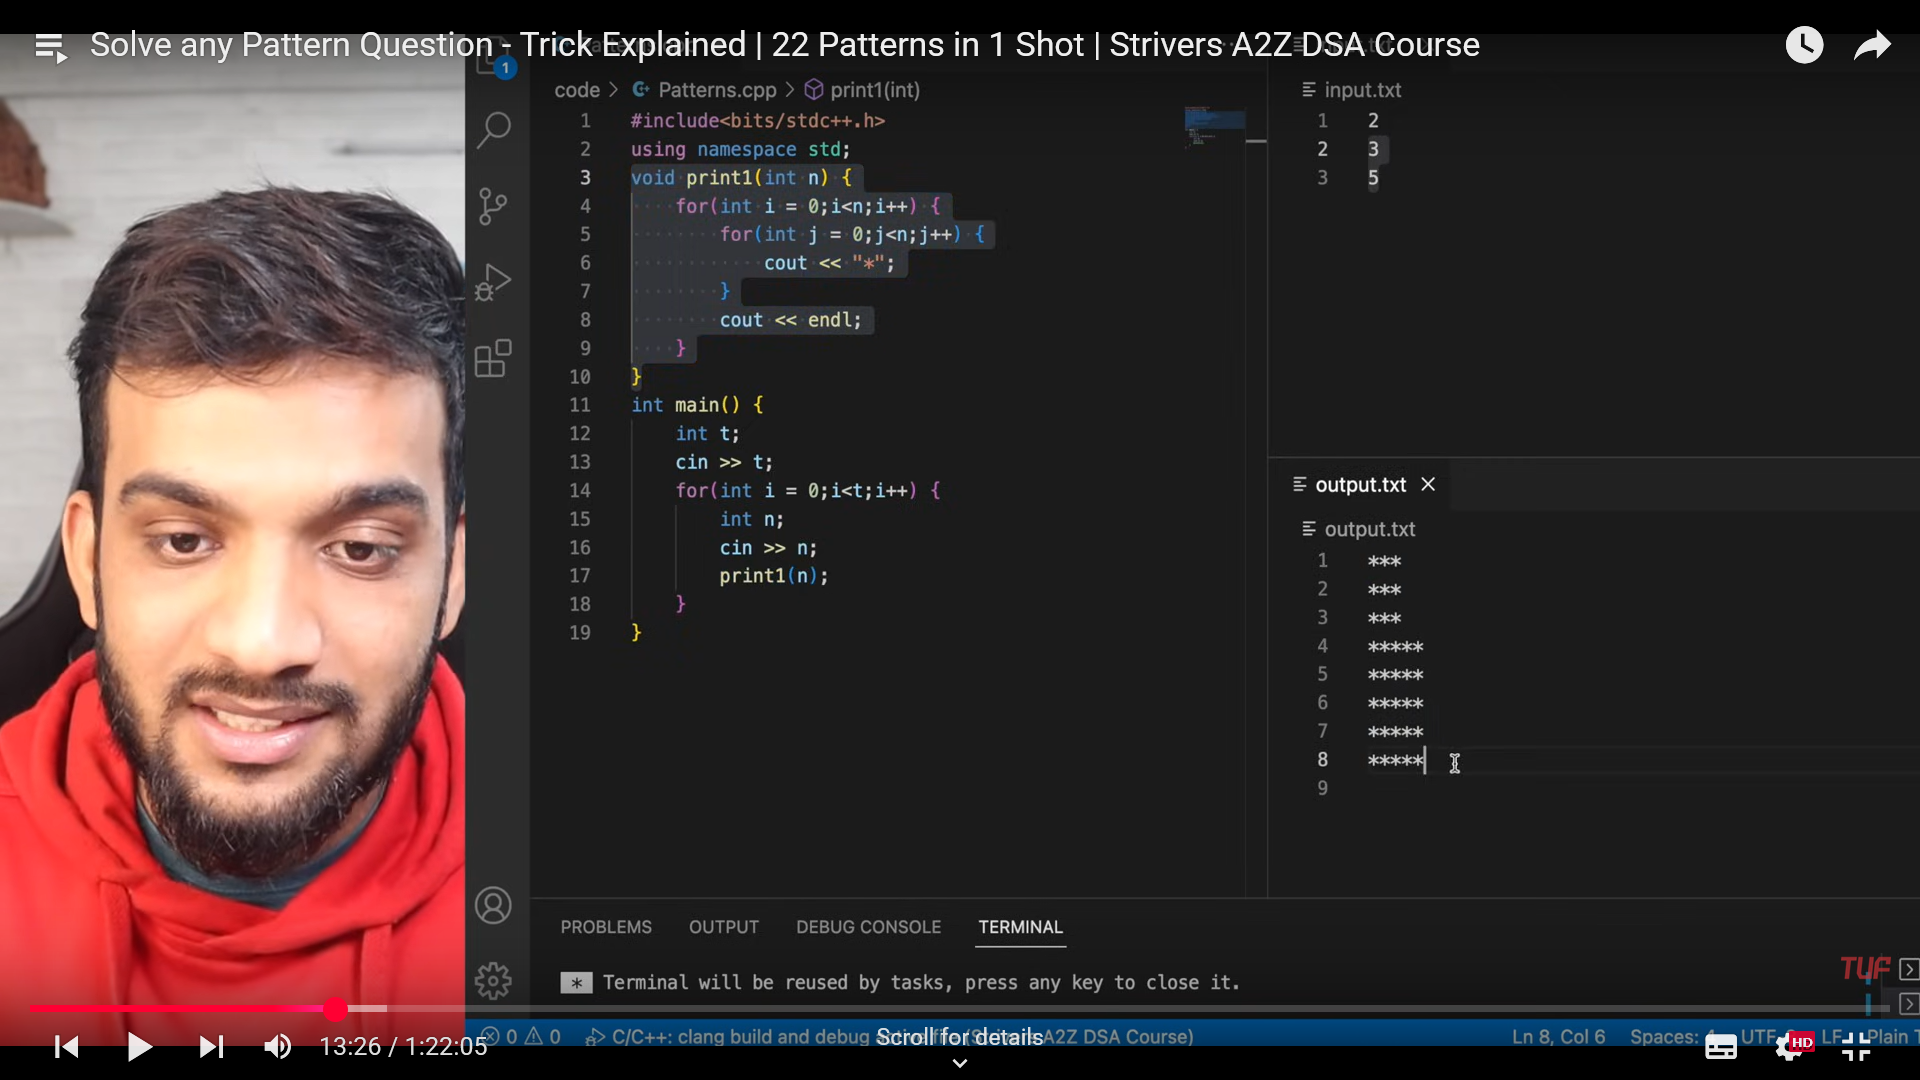 Solve any Pattern Question - Trick Explained | 22 Patterns in 1 Shot | Strivers A2Z DSA Course
1
code > Patterns.cpp > print1(int)
1 #include<bits/stdc++.h>
2 using namespace std;
3 void print1(int n) {
4 for(int i = 0;i<n;i++) {
5 for(int j = 0;j<n;j++) {
6 cout << "*";
7 }
8 cout << endl;
9 }
10 }
11 int main() {
12 int t;
13 cin >> t;
14 for(int i = 0;i<t;i++) {
15 int n;
16 cin >> n;
17 print1(n);
18 }
19 }
input.txt
1 2
2 3
3 5
output.txt
output.txt
1 ***
2 ***
3 ***
4 *****
5 *****
6 *****
7 *****
8 *****
9
PROBLEMS OUTPUT DEBUG CONSOLE TERMINAL
* Terminal will be reused by tasks, press any key to close it.
TUF
0 0 C/C++: clang build and debug (Strivers A2Z DSA Course) Ln 8, Col 6 Spaces: UTF LF Plain T
13:26 / 1:22:05 Scroll for details HD